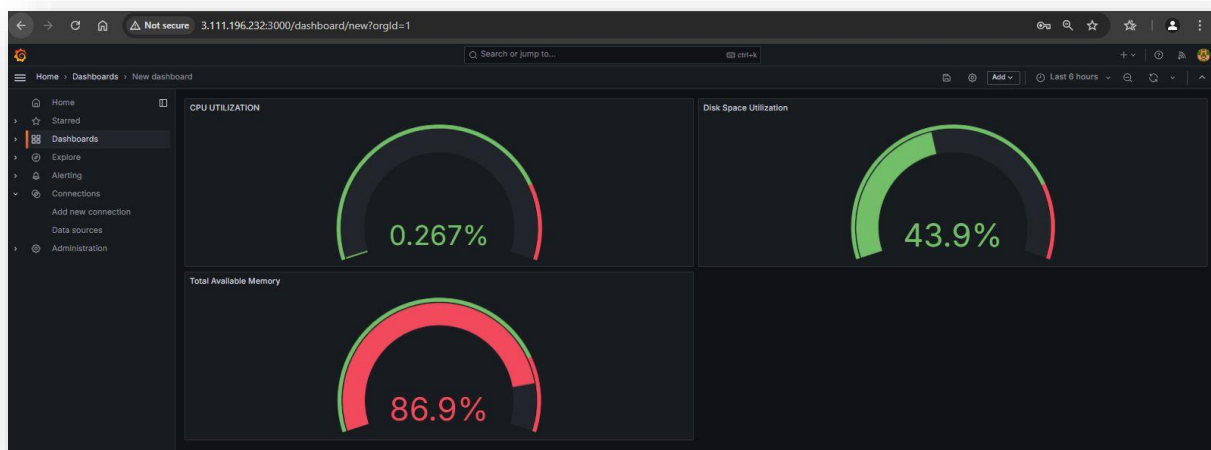 Not secure 3.111.196.232:3000/dashboard/new?orgId=1
Search or jump to... ctrl+k
Home › Dashboards › New dashboard
Add
Last 6 hours
Home
Starred
Dashboards
Explore
Alerting
Connections
Add new connection
Data sources
Administration
CPU UTILIZATION
0.267%
Disk Space Utilization
43.9%
Total Available Memory
86.9%